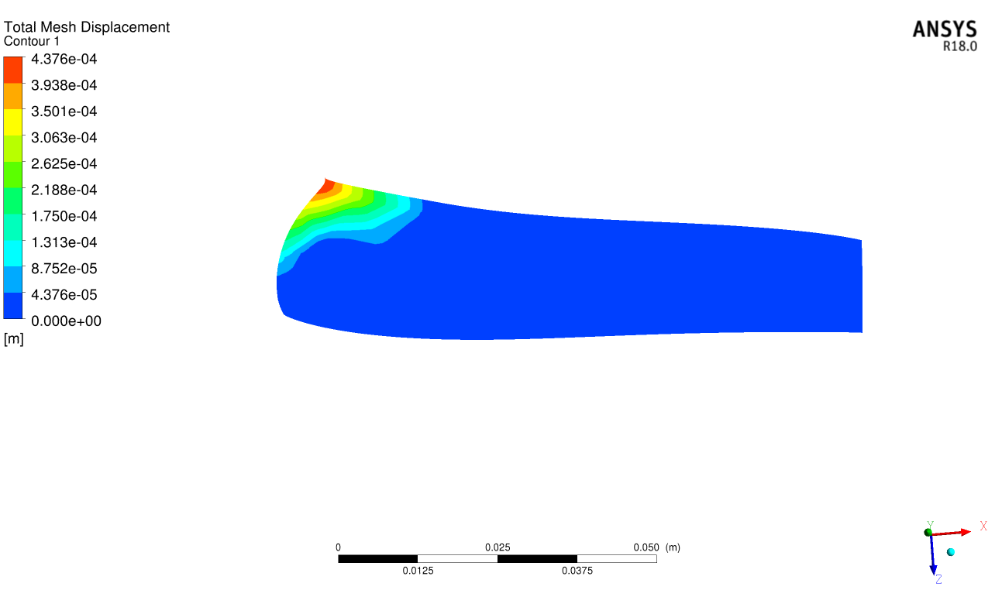 Total Mesh Displacement
Contour 1
4.376e-04
3.938e-04
3.501e-04
3.063e-04
2.625e-04
2.188e-04
1.750e-04
1.313e-04
8.752e-05
4.376e-05
0.000e+00
[m]
ANSYS
R18.0
0 0.025 0.050 (m)
0.0125 0.0375
Y
X
Z